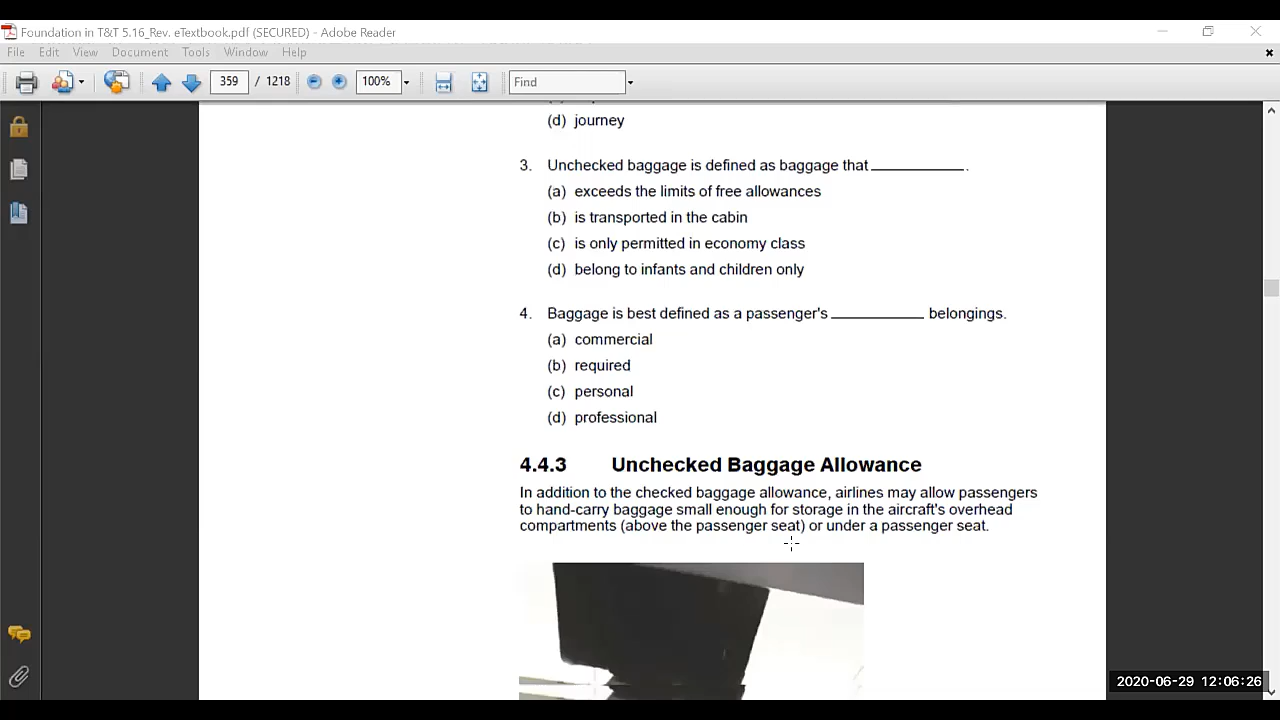 Foundation in T&T 5.16_Rev. eTextbook.pdf (SECURED) - Adobe Reader
File Edit View Document Tools Window Help
359 / 1218 100% Find
(d) journey
3. Unchecked baggage is defined as baggage that __________.
(a) exceeds the limits of free allowances
(b) is transported in the cabin
(c) is only permitted in economy class
(d) belong to infants and children only
4. Baggage is best defined as a passenger's __________ belongings.
(a) commercial
(b) required
(c) personal
(d) professional
4.4.3 Unchecked Baggage Allowance
In addition to the checked baggage allowance, airlines may allow passengers
to hand-carry baggage small enough for storage in the aircraft's overhead
compartments (above the passenger seat) or under a passenger seat.
2020-06-29 12:06:26